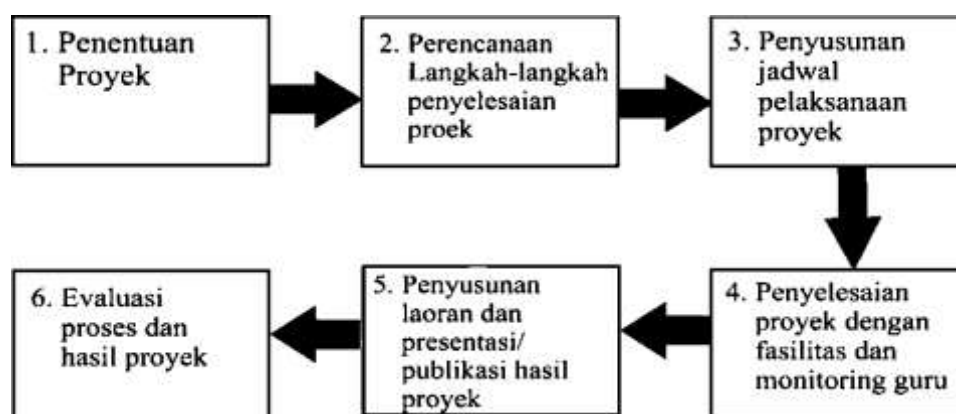 1. Penentuan
Proyek
2. Perencanaan
Langkah-langkah
penyelesaian
proek
3. Penyusunan
jadwal
pelaksanaan
proyek
4. Penyelesaian
proyek dengan
fasilitas dan
monitoring guru
5. Penyusunan
laoran dan
presentasi/
publikasi hasil
proyek
6. Evaluasi
proses dan
hasil proyek